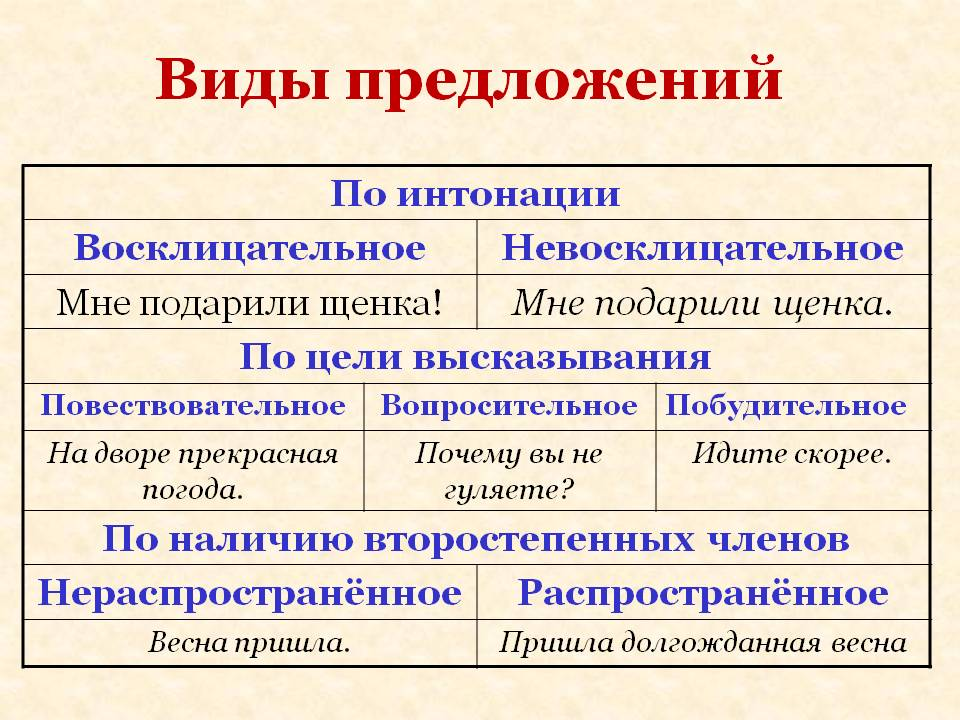 Виды предложений
По интонации
Восклицательное
Невосклицательное
Мне подарили щенка!
Мне подарили щенка.
По цели высказывания
Повествовательное
Вопросительное
Побудительное
На дворе прекрасная
погода.
Почему вы не
гуляете?
Идите скорее.
По наличию второстепенных членов
Нераспространённое
Распространённое
Весна пришла.
Пришла долгожданная весна